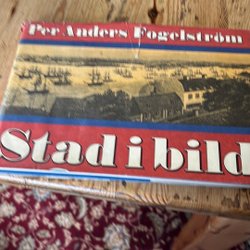 Per Anders Fogelström
Stad i bild